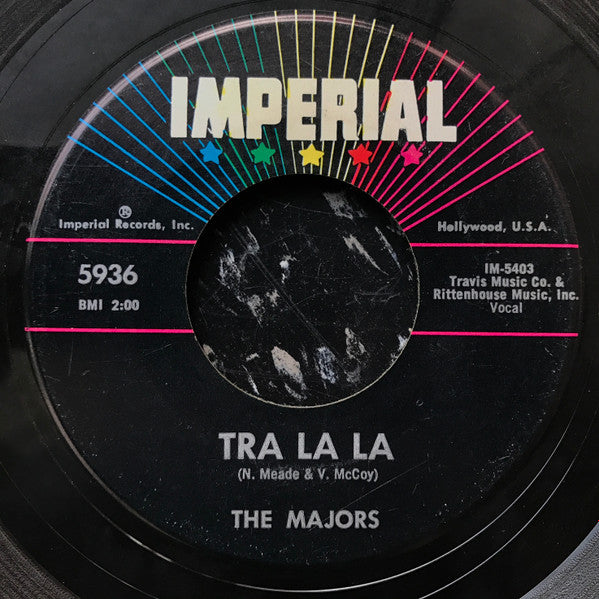 IMPERIAL
®
Imperial Records, Inc.
Hollywood, U.S.A.
5936
BMI 2:00
IM-5403
Travis Music Co. &
Rittenhouse Music, Inc.
Vocal
TRA LA LA
(N. Meade & V. McCoy)
THE MAJORS